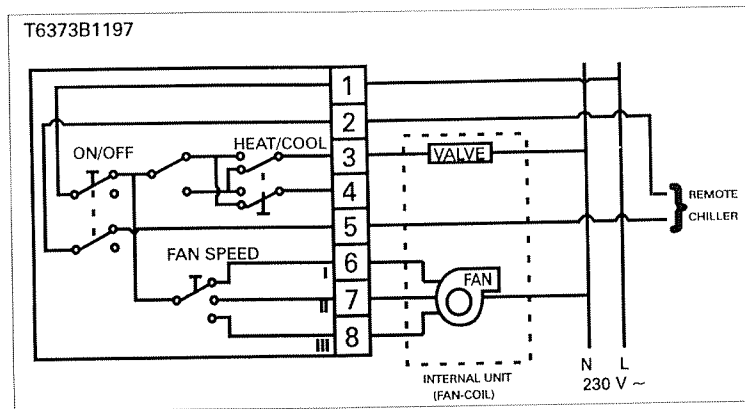 T6373B1197
1
2
ON/OFF
HEAT/COOL
3
VALVE
4
REMOTE
CHILLER
5
FAN SPEED
I
6
FAN
II
7
III
8
N L
230 V ~
INTERNAL UNIT
(FAN-COIL)